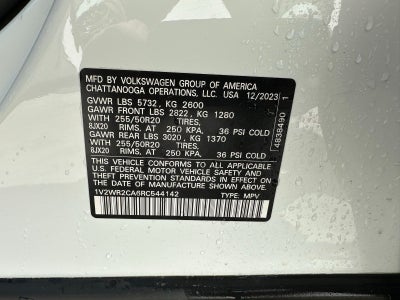 MFD BY VOLKSWAGEN GROUP OF AMERICA
CHATTANOOGA OPERATIONS, LLC. USA 12/2023
GVWR LBS 5732, KG 2600
GAWR FRONT LBS 2822, KG 1280
WITH 255/50R20 TIRES,
8JX20 RIMS, AT 250 KPA, 36 PSI COLD
GAWR REAR LBS 3020, KG 1370
WITH 255/50R20 TIRES,
8JX20 RIMS, AT 250 KPA, 36 PSI COLD
THIS VEHICLE CONFORMS TO ALL APPLICABLE
U.S. FEDERAL MOTOR VEHICLE SAFETY
STANDARDS IN EFFECT ON THE DATE OF
MANUFACTURE SHOWN ABOVE.
1V2WR2CA6RC544142 TYPE: MPV